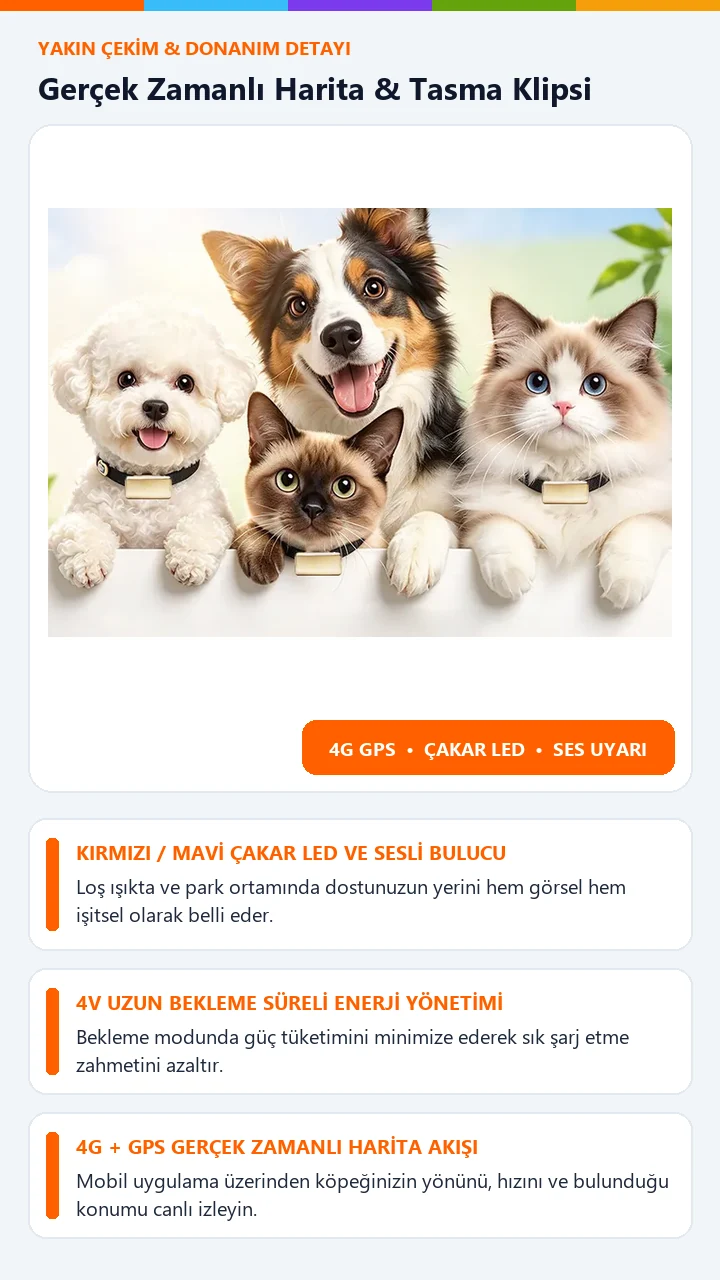 YAKIN ÇEKİM & DONANIM DETAYI
Gerçek Zamanlı Harita & Tasma Klipsi
4G GPS • ÇAKAR LED • SES UYARI
KIRMIZI / MAVİ ÇAKAR LED VE SESLİ BULUCU
Loş ışıkta ve park ortamında dostunuzun yerini hem görsel hem
işitsel olarak belli eder.
4V UZUN BEKLEME SÜRELİ ENERJİ YÖNETİMİ
Bekleme modunda güç tüketimini minimize ederek sık şarj etme
zahmetini azaltır.
4G + GPS GERÇEK ZAMANLI HARİTA AKIŞI
Mobil uygulama üzerinden köpeğinizin yönünü, hızını ve bulunduğu
konumu canlı izleyin.